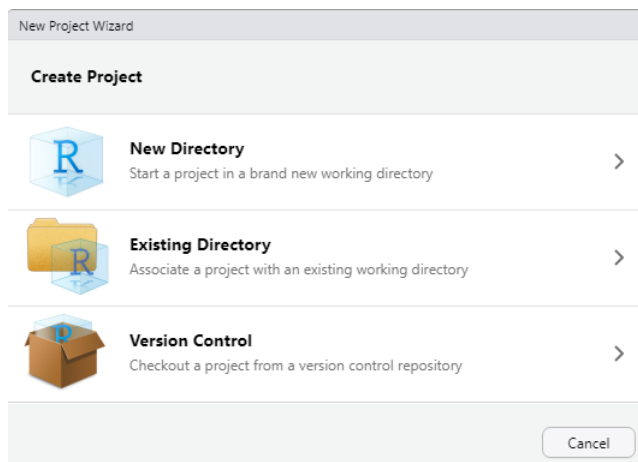 New Project Wizard
Create Project
R
New Directory
Start a project in a brand new working directory
R
Existing Directory
Associate a project with an existing working directory
R
Version Control
Checkout a project from a version control repository
Cancel